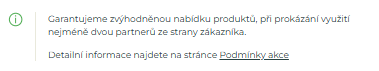 Garantujeme zvýhodněnou nabídku produktů, při prokázání využití
nejméně dvou partnerů ze strany zákazníka.
Detailní informace najdete na stránce Podmínky akce